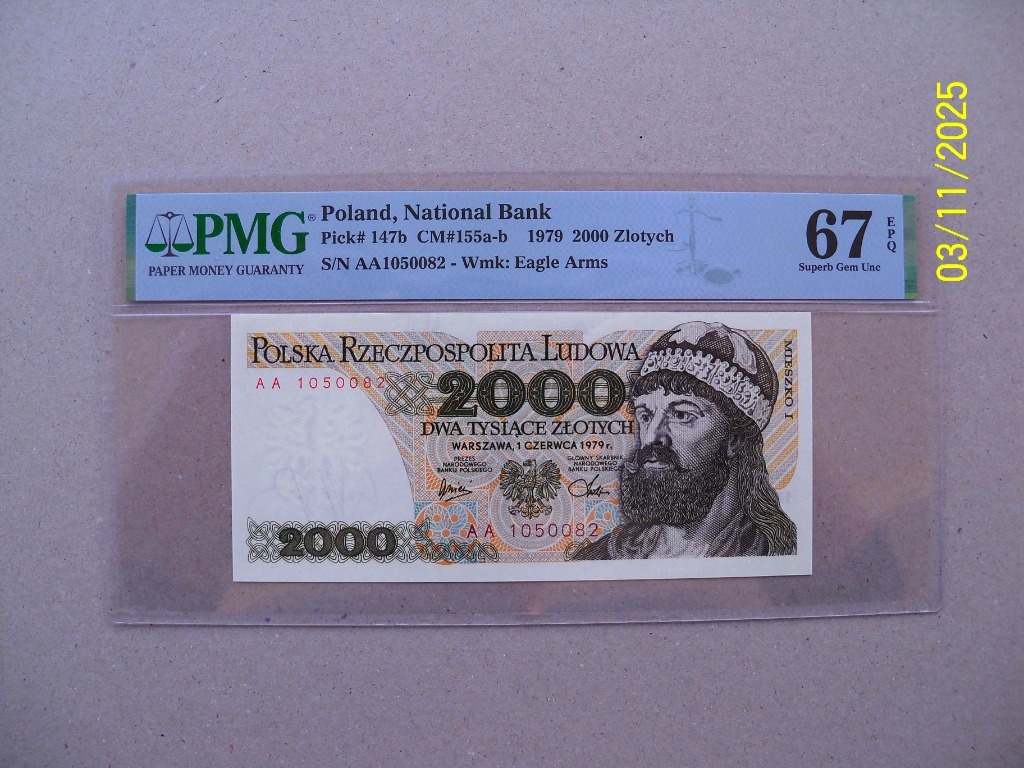 PMG®
PAPER MONEY GUARANTY
Poland, National Bank
Pick# 147b CM#155a-b 1979 2000 Zlotych
S/N AA1050082 - Wmk: Eagle Arms
67
EPQ
Superb Gem Unc
03/11/2025
POLSKA RZECZPOSPOLITA LUDOWA
AA 1050082
2000
DWA TYSIĄCE ZŁOTYCH
WARSZAWA, 1 CZERWCA 1979 r.
PREZES
NARODOWEGO
BANKU POLSKIEGO
GŁÓWNY SKARBNIK
NARODOWEGO
BANKU POLSKIEGO
MIESZKO I
AA 1050082
2000